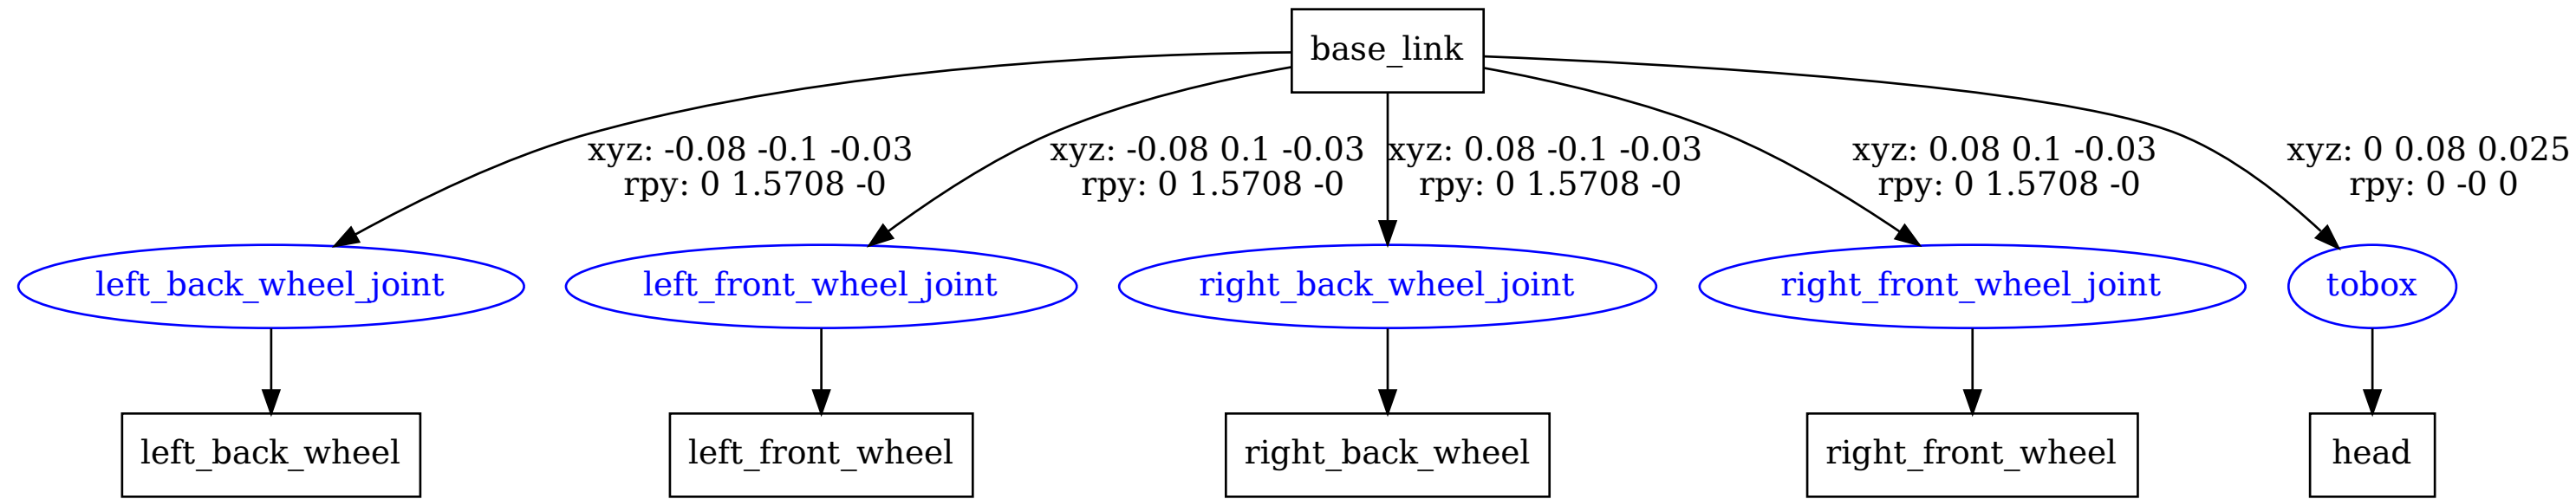 base_link
xyz: -0.08 -0.1 -0.03
rpy: 0 1.5708 -0
xyz: -0.08 0.1 -0.03
rpy: 0 1.5708 -0
xyz: 0.08 -0.1 -0.03
rpy: 0 1.5708 -0
xyz: 0.08 0.1 -0.03
rpy: 0 1.5708 -0
xyz: 0 0.08 0.025
rpy: 0 -0 0
left_back_wheel_joint
left_front_wheel_joint
right_back_wheel_joint
right_front_wheel_joint
tobox
left_back_wheel
left_front_wheel
right_back_wheel
right_front_wheel
head